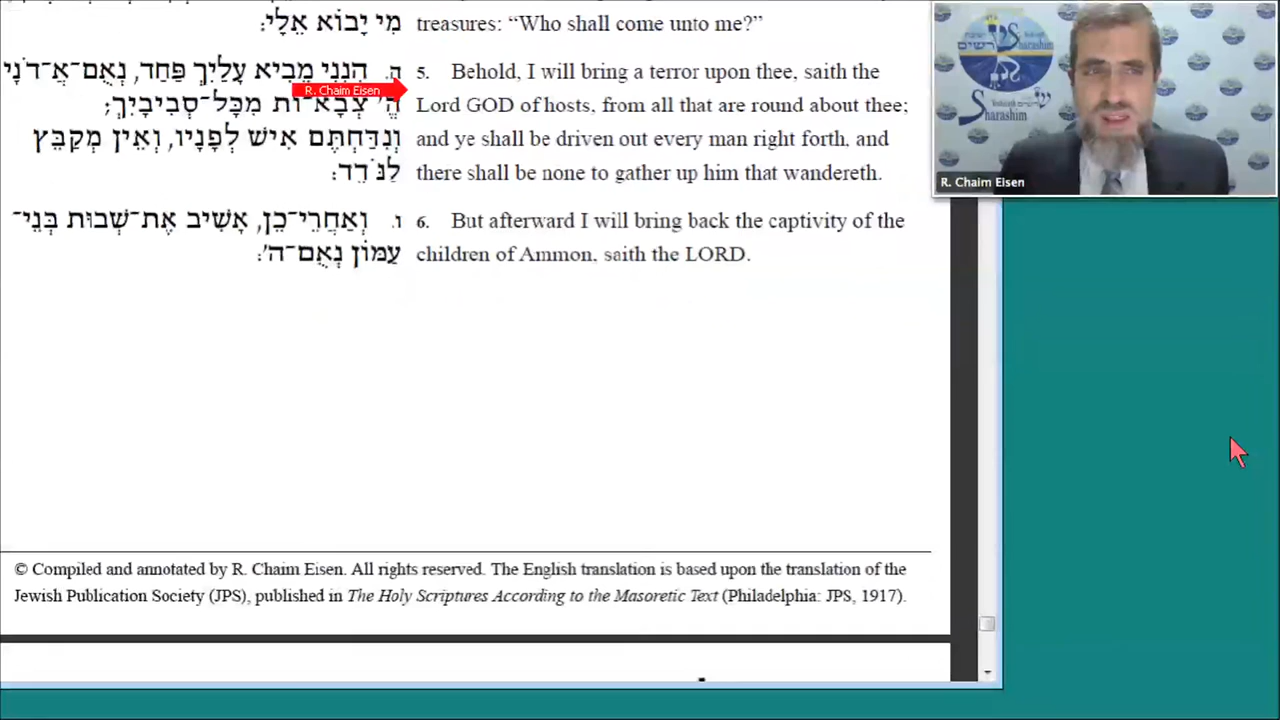 מִי יָבוֹא אֵלָי:
treasures: “Who shall come unto me?”
ה. הִנְנִי מֵבִיא עָלַיִךְ פַּחַד, נְאֻם־אֲ־דֹנָי
ה' צְבָא־וֹת מִכָּל־סְבִיבָיִךְ;
וְנִדַּחְתֶּם אִישׁ לְפָנָיו, וְאֵין מְקַבֵּץ
לַנֹּדֵד:
5. Behold, I will bring a terror upon thee, saith the
Lord GOD of hosts, from all that are round about thee;
and ye shall be driven out every man right forth, and
there shall be none to gather up him that wandereth.
R. Chaim Eisen
ו. וְאַחֲרֵי־כֵן, אָשִׁיב אֶת־שְׁבוּת בְּנֵי־
עַמּוֹן נְאֻם־ה':
6. But afterward I will bring back the captivity of the
children of Ammon, saith the LORD.
© Compiled and annotated by R. Chaim Eisen. All rights reserved. The English translation is based upon the translation of the
Jewish Publication Society (JPS), published in The Holy Scriptures According to the Masoretic Text (Philadelphia: JPS, 1917).
שרשים
Sharashim
R. Chaim Eisen